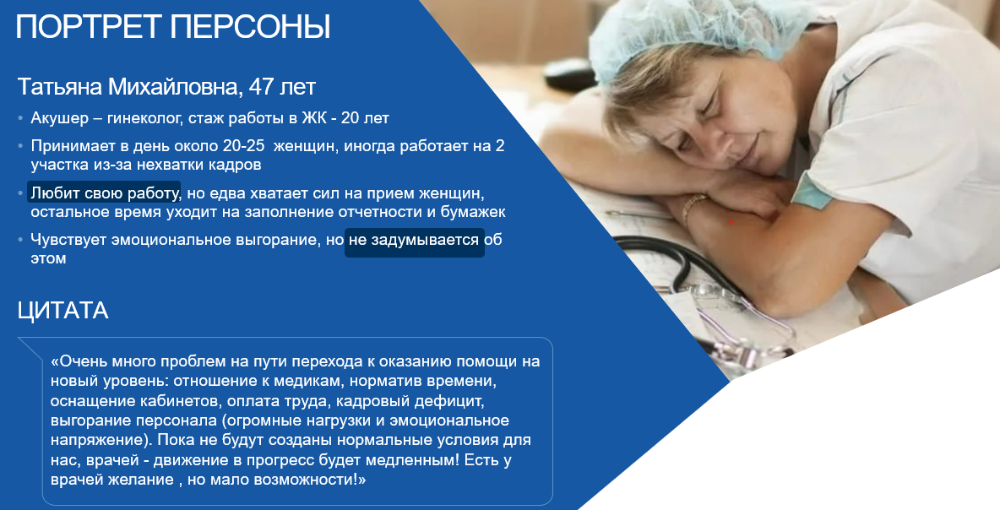 ПОРТРЕТ ПЕРСОНЫ
Татьяна Михайловна, 47 лет
• Акушер – гинеколог, стаж работы в ЖК - 20 лет
• Принимает в день около 20-25 женщин, иногда работает на 2
участка из-за нехватки кадров
• Любит свою работу, но едва хватает сил на прием женщин,
остальное время уходит на заполнение отчетности и бумажек
• Чувствует эмоциональное выгорание, но не задумывается об
этом
ЦИТАТА
«Очень много проблем на пути перехода к оказанию помощи на
новый уровень: отношение к медикам, норматив времени,
оснащение кабинетов, оплата труда, кадровый дефицит,
выгорание персонала (огромные нагрузки и эмоциональное
напряжение). Пока не будут созданы нормальные условия для
нас, врачей - движение в прогресс будет медленным! Есть у
врачей желание , но мало возможности!»